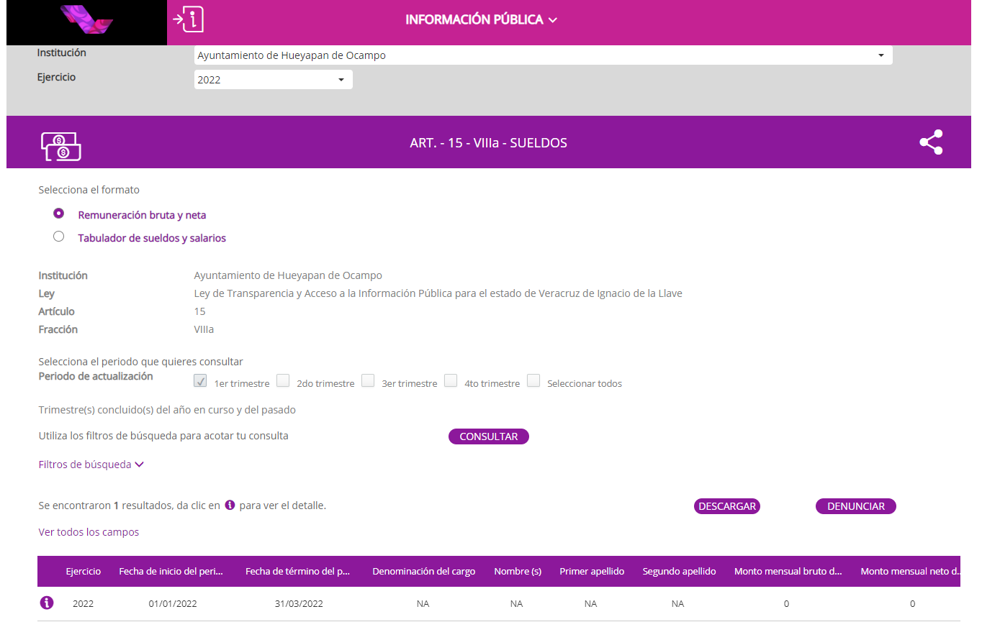 INFORMACIÓN PÚBLICA
Institución Ayuntamiento de Hueyapan de Ocampo
Ejercicio 2022
ART. - 15 - VIIIa - SUELDOS
Selecciona el formato
Remuneración bruta y neta
Tabulador de sueldos y salarios
Institución Ayuntamiento de Hueyapan de Ocampo
Ley Ley de Transparencia y Acceso a la Información Pública para el estado de Veracruz de Ignacio de la Llave
Artículo 15
Fracción VIIIa
Selecciona el periodo que quieres consultar
Periodo de actualización 1er trimestre 2do trimestre 3er trimestre 4to trimestre Seleccionar todos
Trimestre(s) concluido(s) del año en curso y del pasado
Utiliza los filtros de búsqueda para acotar tu consulta CONSULTAR
Filtros de búsqueda
Se encontraron 1 resultados, da clic en i para ver el detalle. DESCARGAR DENUNCIAR
Ver todos los campos
Ejercicio Fecha de inicio del peri... Fecha de término del p... Denominación del cargo Nombre (s) Primer apellido Segundo apellido Monto mensual bruto d... Monto mensual neto d..
2022 01/01/2022 31/03/2022 NA NA NA NA 0 0